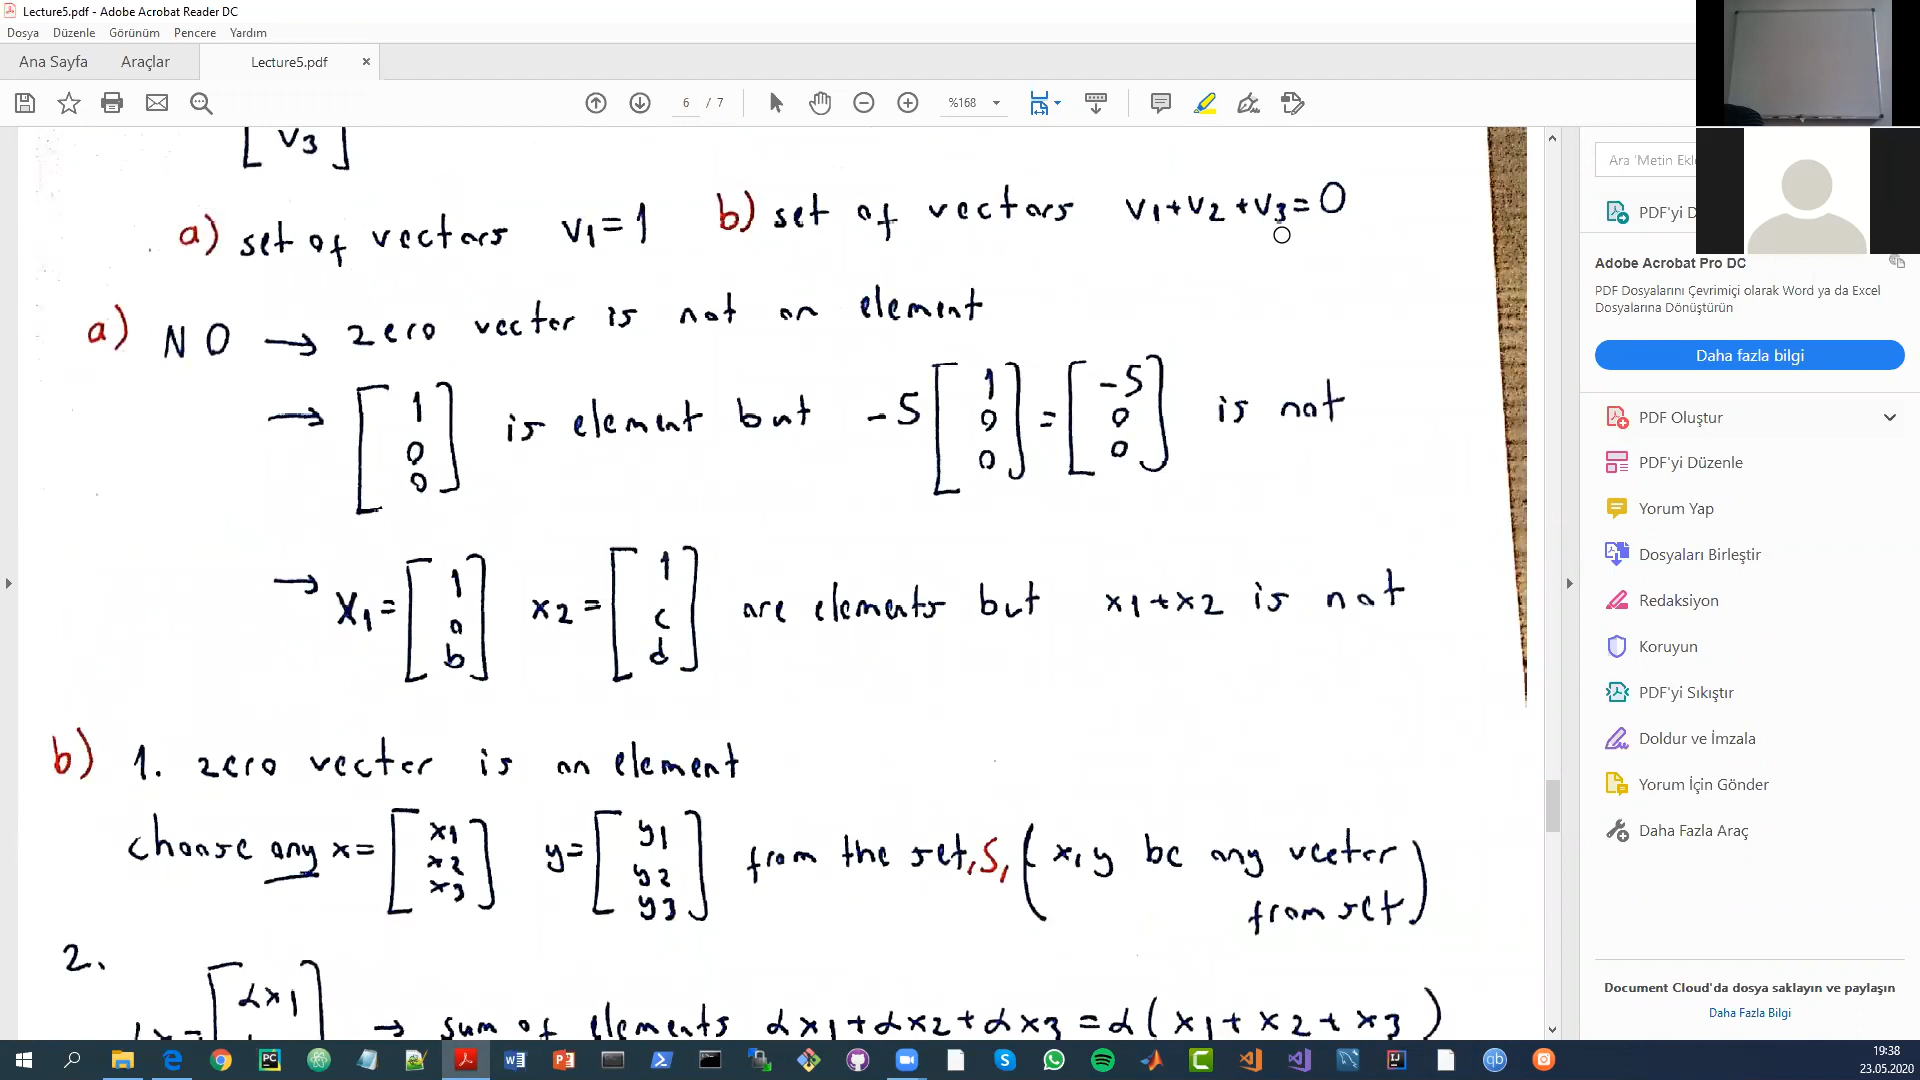 Lecture5.pdf - Adobe Acrobat Reader DC
Dosya Düzenle Görünüm Pencere Yardım
Ana Sayfa Araçlar Lecture5.pdf ×
6 / 7 %168
[ v3 ]
a) set of vectors v1=1 b) set of vectors v1+v2+v3=0
a) NO → zero vector is not an element
→ [ 1 0 0 ] is element but -5 [ 1 0 0 ] = [ -5 0 0 ] is not
→ x1= [ 1 a b ] x2= [ 1 c d ] are elements but x1+x2 is not
b) 1. zero vector is an element
choose any x= [ x1 x2 x3 ] y= [ y1 y2 y3 ] from the set, S, ( x, y be any vector
from set )
2.
αx1
→ sum of elements αx1+αx2+αx3 = α( x1+x2+x3 )
Ara 'Metin Ekl
PDF'yi D
Adobe Acrobat Pro DC
PDF Dosyalarını Çevrimiçi olarak Word ya da Excel
Dosyalarına Dönüştürün
Daha fazla bilgi
PDF Oluştur
PDF'yi Düzenle
Yorum Yap
Dosyaları Birleştir
Redaksiyon
Koruyun
PDF'yi Sıkıştır
Doldur ve İmzala
Yorum İçin Gönder
Daha Fazla Araç
Document Cloud'da dosya saklayın ve paylaşın
Daha Fazla Bilgi
19:38
23.05.2020